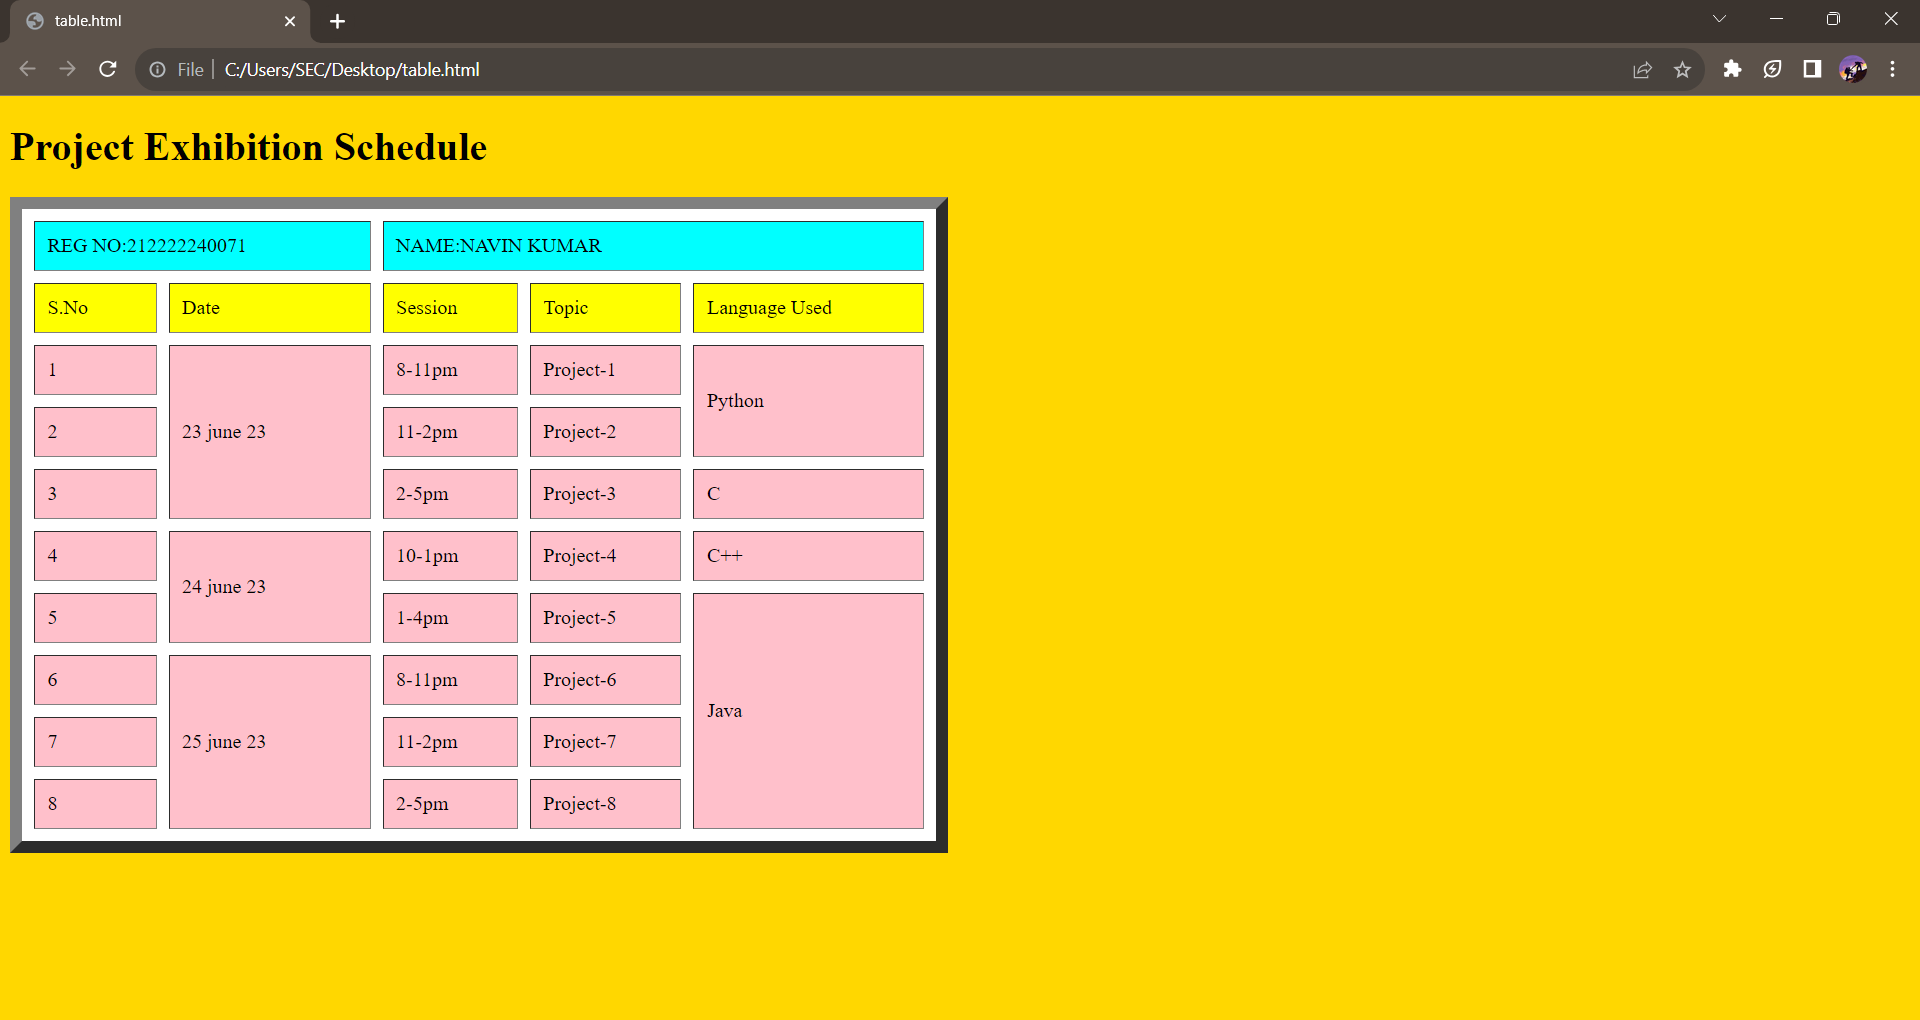 table.html
File C:/Users/SEC/Desktop/table.html
Project Exhibition Schedule
REG NO:212222240071 NAME:NAVIN KUMAR
S.No Date Session Topic Language Used
1 23 june 23 8-11pm Project-1 Python
2 11-2pm Project-2
3 2-5pm Project-3 C
4 24 june 23 10-1pm Project-4 C++
5 1-4pm Project-5 Java
6 25 june 23 8-11pm Project-6
7 11-2pm Project-7
8 2-5pm Project-8